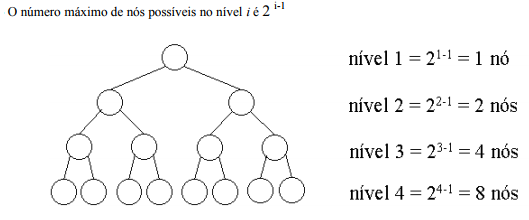 O número máximo de nós possíveis no nível i é 2 ⁱ⁻¹
nível 1 = 2¹⁻¹ = 1 nó
nível 2 = 2²⁻¹ = 2 nós
nível 3 = 2³⁻¹ = 4 nós
nível 4 = 2⁴⁻¹ = 8 nós